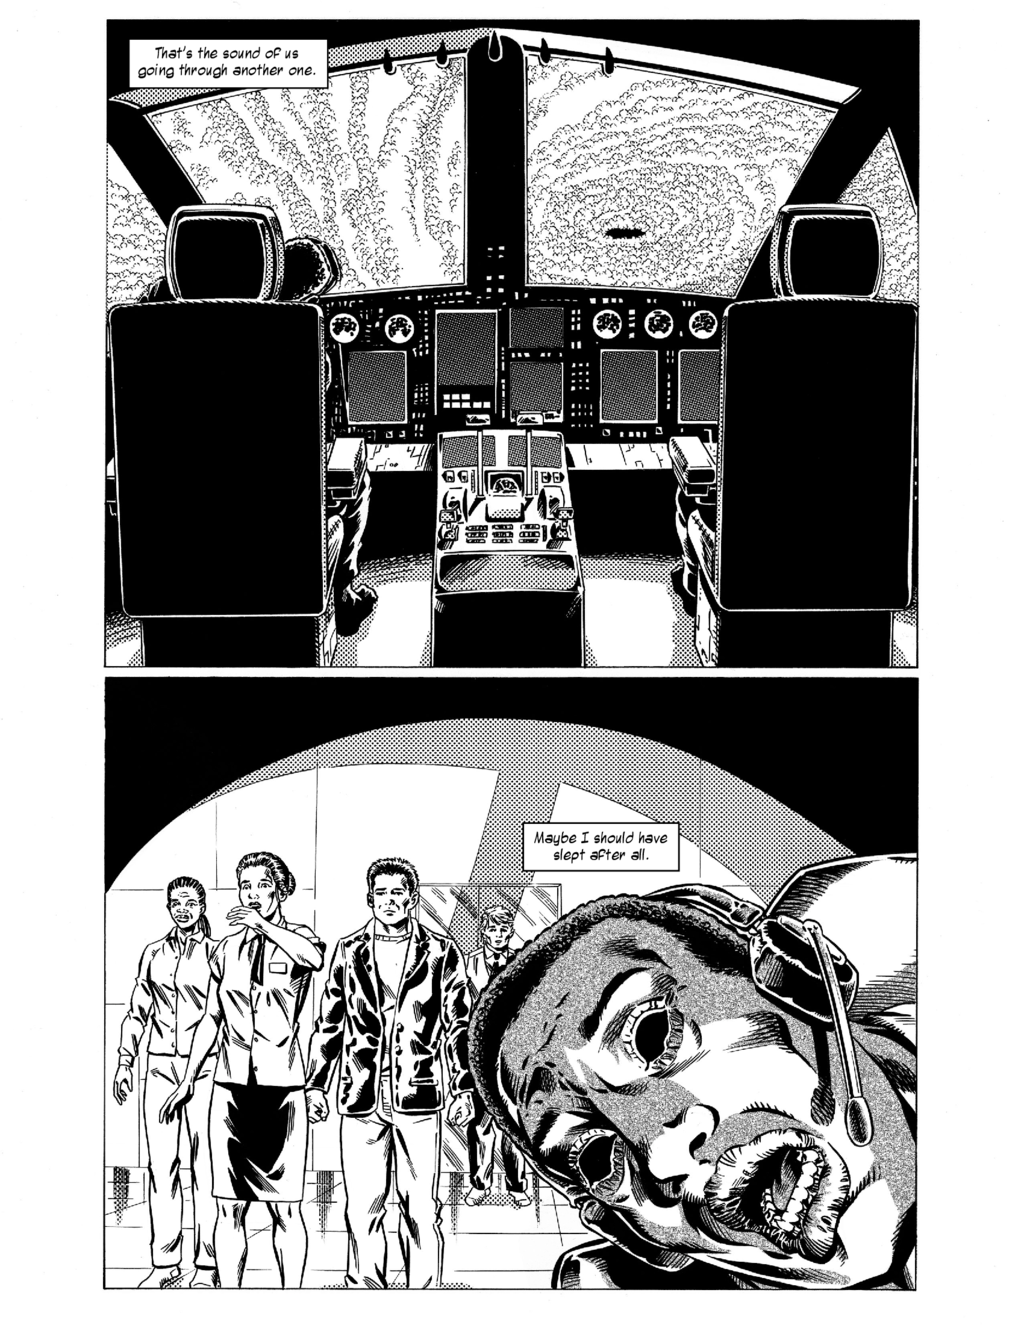 That's the sound of us
going through another one.
Maybe I should have
slept after all.